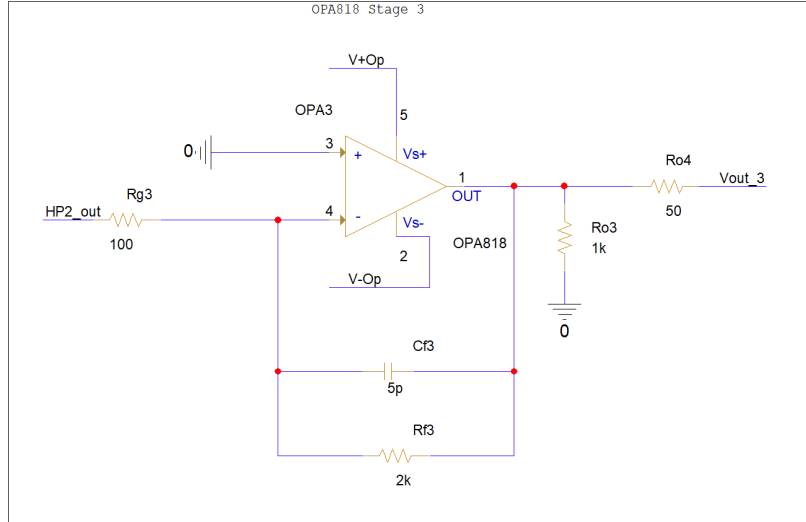 OPA818 Stage 3
V+Op
OPA3
5
3
Vs+
+
0
Ro4
1
Vout_3
Rg3
OUT
50
HP2_out
4
-
Vs-
Ro3
100
2
OPA818
1k
V-Op
0
Cf3
5p
Rf3
2k